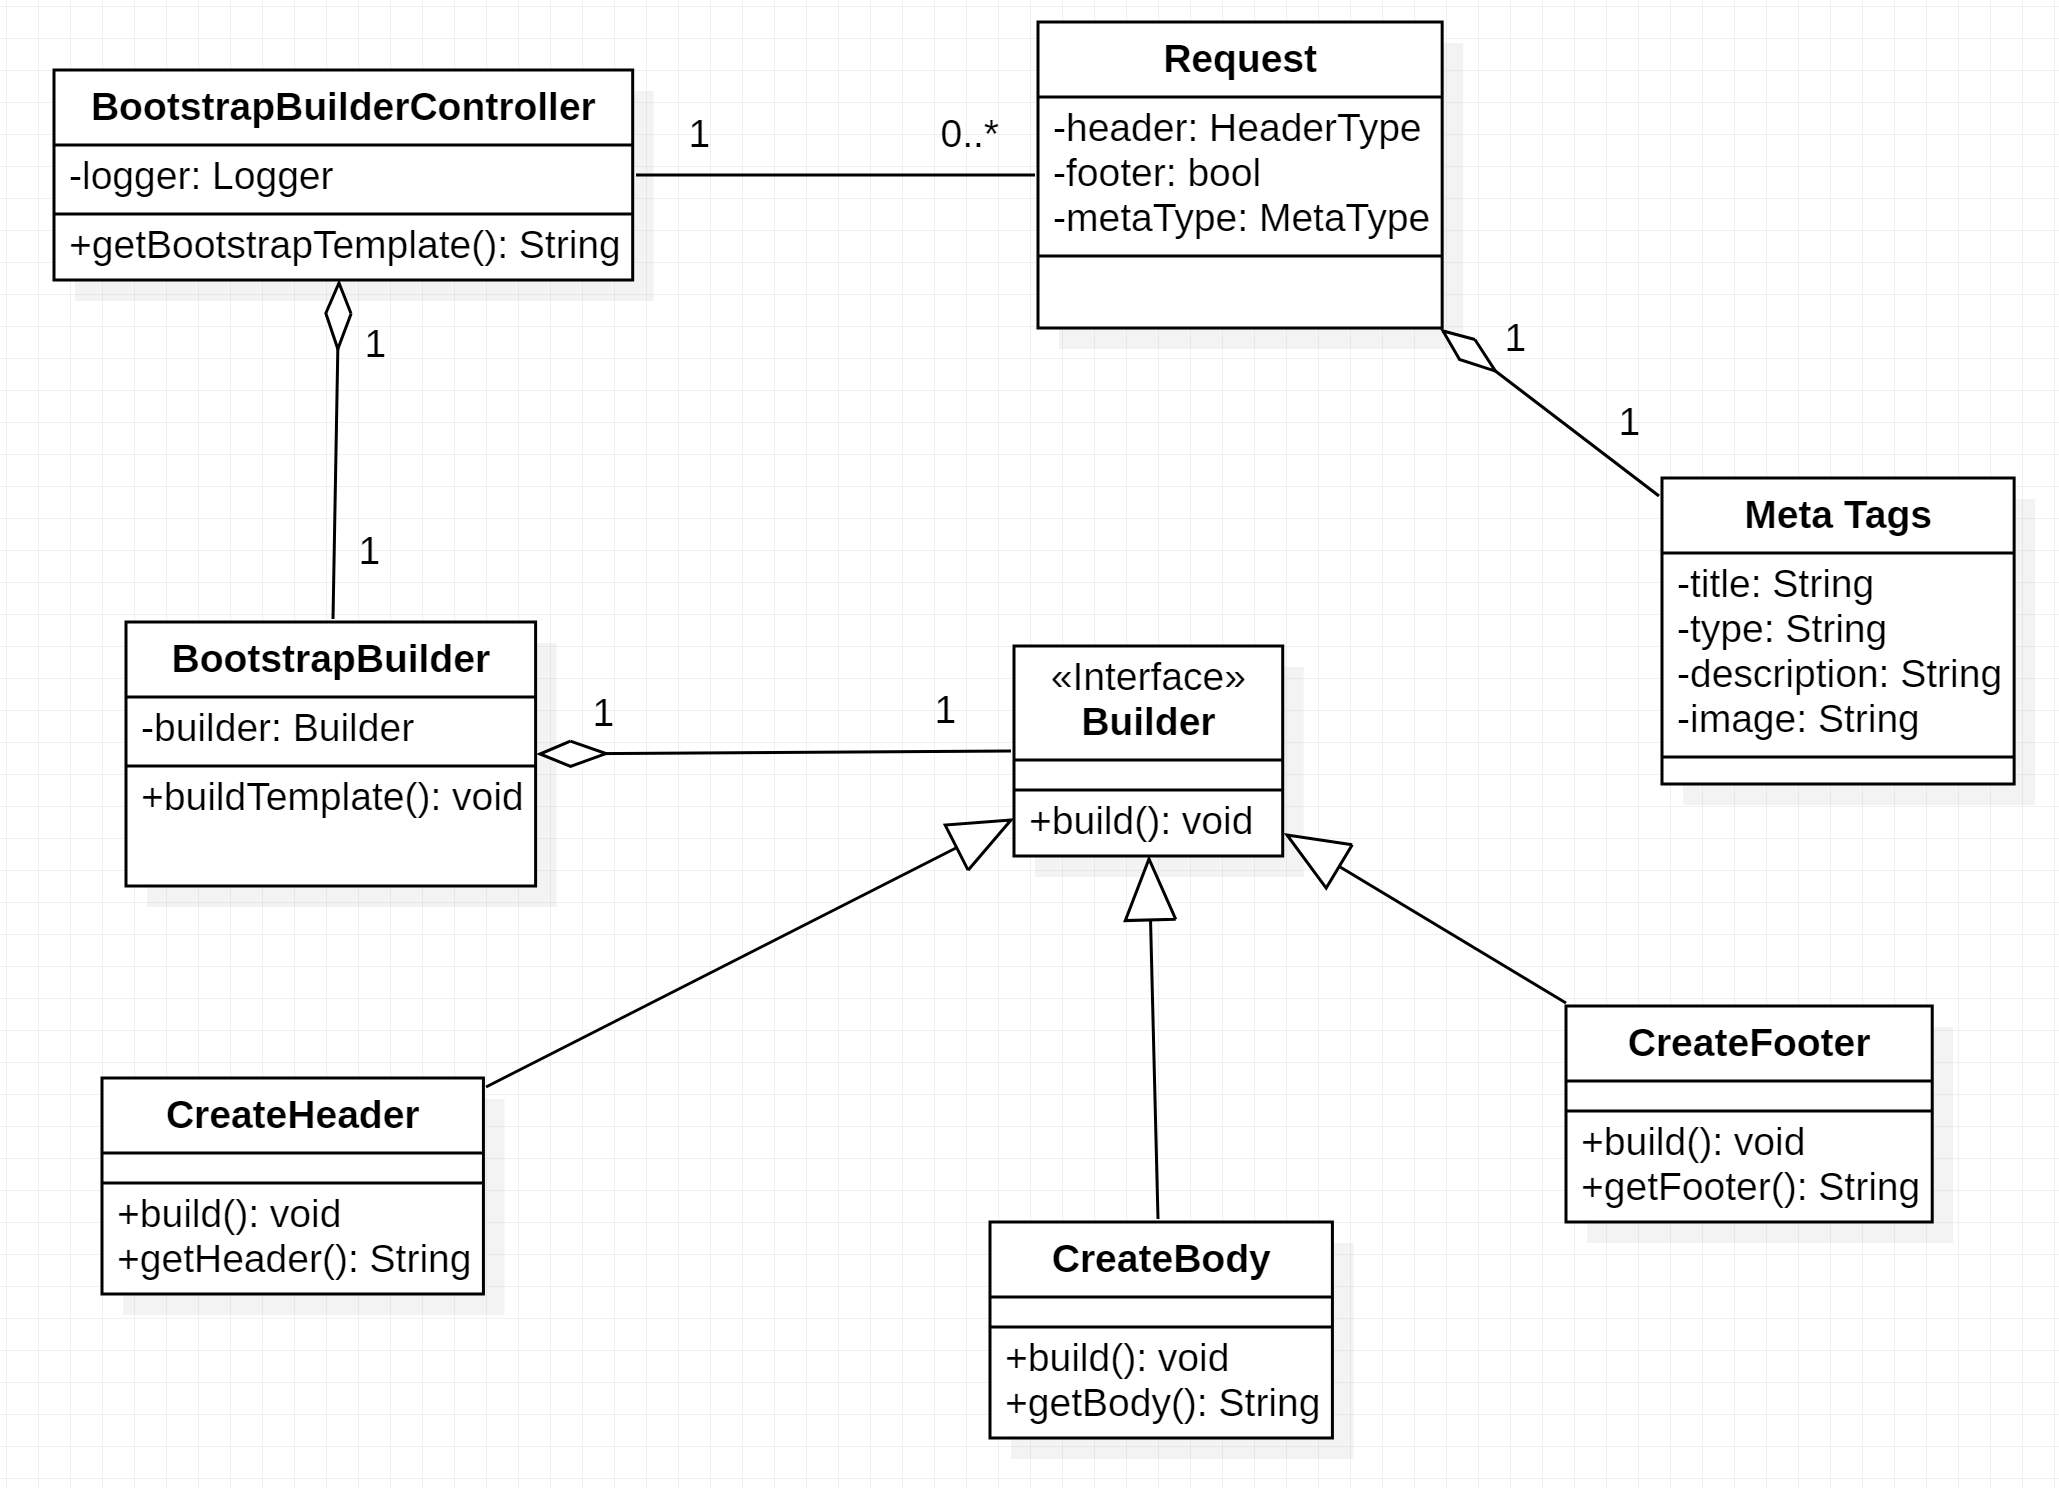 BootstrapBuilderController
-logger: Logger
+getBootstrapTemplate(): String
1
0..*
Request
-header: HeaderType
-footer: bool
-metaType: MetaType
1
1
1
1
Meta Tags
-title: String
-type: String
-description: String
-image: String
BootstrapBuilder
-builder: Builder
+buildTemplate(): void
1
1
«Interface»
Builder
+build(): void
CreateHeader
+build(): void
+getHeader(): String
CreateBody
+build(): void
+getBody(): String
CreateFooter
+build(): void
+getFooter(): String